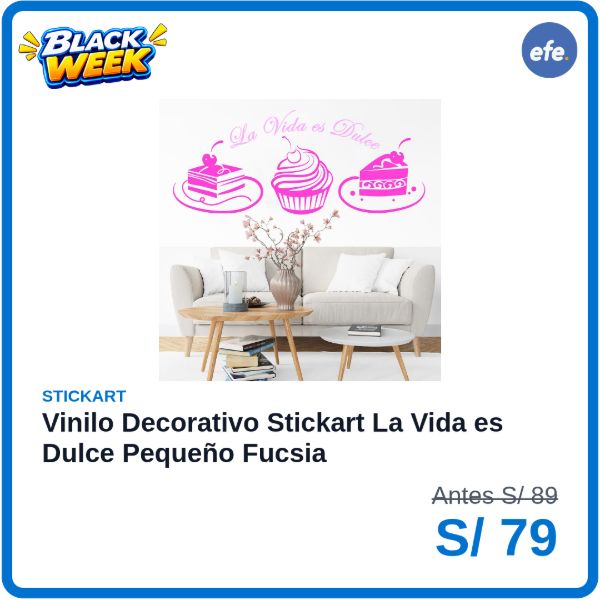 BLACK
WEEK
efe.
La Vida es Dulce
STICKART
Vinilo Decorativo Stickart La Vida es
Dulce Pequeño Fucsia
Antes S/ 89
S/ 79